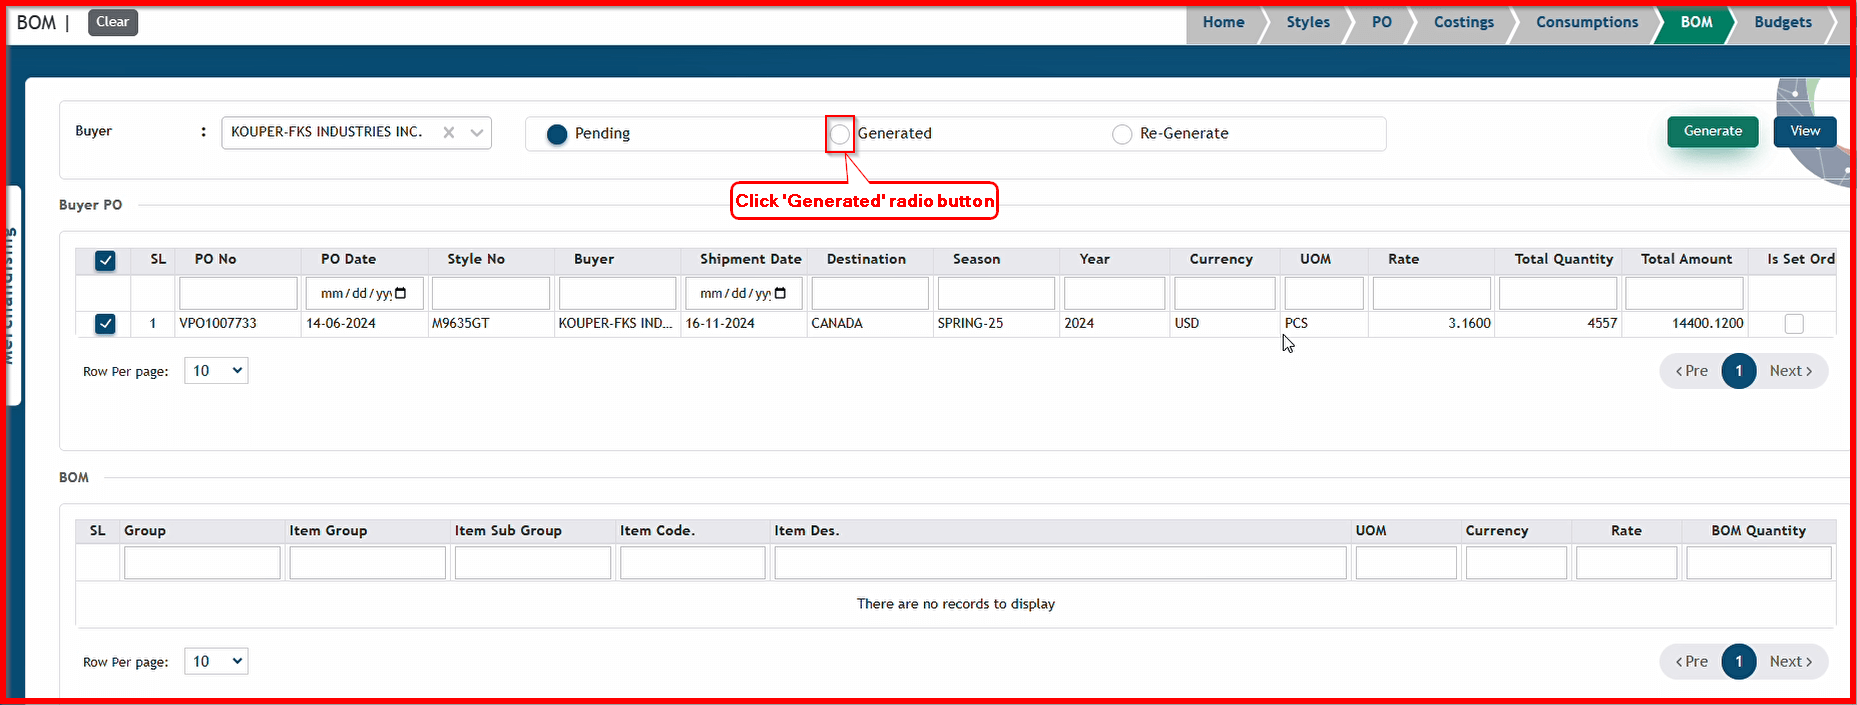 BOM | Clear Home Styles PO Costings Consumptions BOM Budgets
Buyer : KOUPER-FKS INDUSTRIES INC. Pending Generated Re-Generate Generate View
Click 'Generated' radio button
Merchandising
Buyer PO
SL PO No PO Date Style No Buyer Shipment Date Destination Season Year Currency UOM Rate Total Quantity Total Amount Is Set Ord
mm/dd/yy mm/dd/yy
1 VPO1007733 14-06-2024 M9635GT KOUPER-FKS IND... 16-11-2024 CANADA SPRING-25 2024 USD PCS 3.1600 4557 14400.1200
Row Per page: 10 ‹ Pre 1 Next ›
BOM
SL Group Item Group Item Sub Group Item Code. Item Des. UOM Currency Rate BOM Quantity
There are no records to display
Row Per page: 10 ‹ Pre 1 Next ›